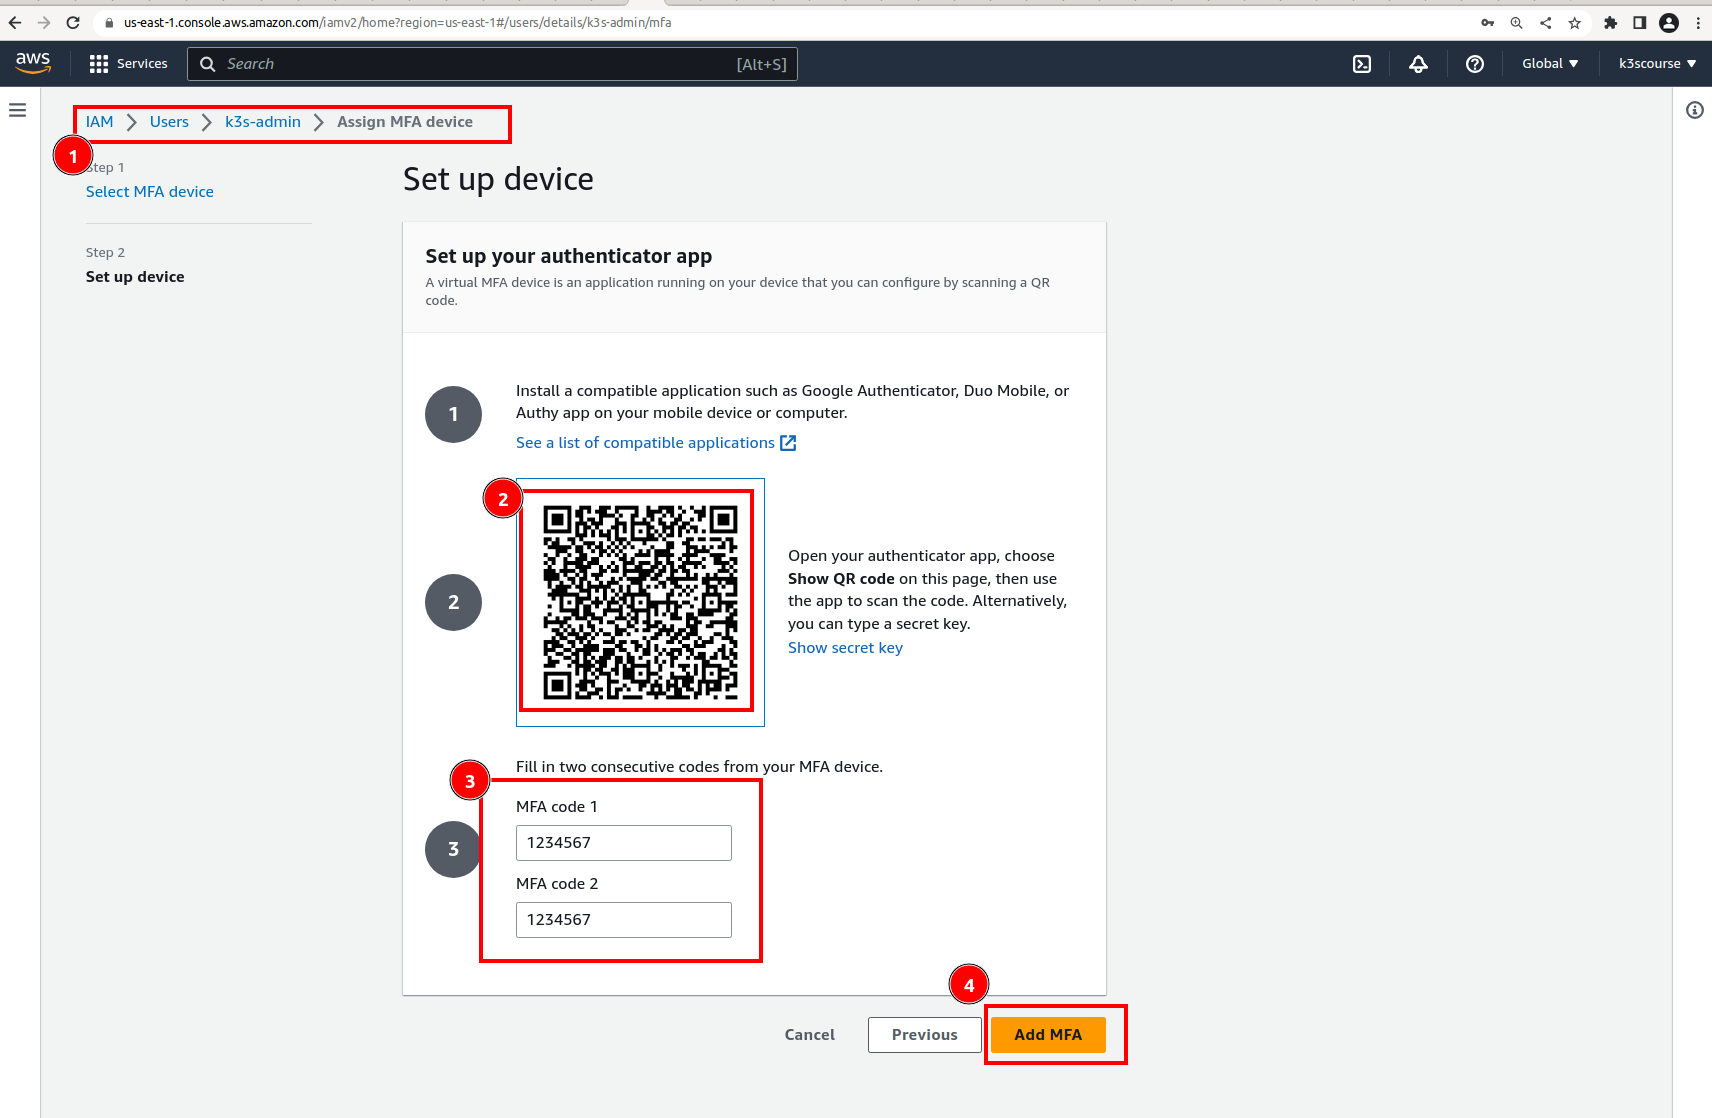 us-east-1.console.aws.amazon.com/iamv2/home?region=us-east-1#/users/details/k3s-admin/mfa
aws
Services
Search
[Alt+S]
Global
k3scourse
IAM
Users
k3s-admin
Assign MFA device
1
Step 1
Select MFA device
Step 2
Set up device
Set up device
Set up your authenticator app
A virtual MFA device is an application running on your device that you can configure by scanning a QR
code.
1
Install a compatible application such as Google Authenticator, Duo Mobile, or
Authy app on your mobile device or computer.
See a list of compatible applications
2
2
Open your authenticator app, choose
Show QR code on this page, then use
the app to scan the code. Alternatively,
you can type a secret key.
Show secret key
Fill in two consecutive codes from your MFA device.
3
MFA code 1
1234567
3
MFA code 2
1234567
4
Cancel
Previous
Add MFA